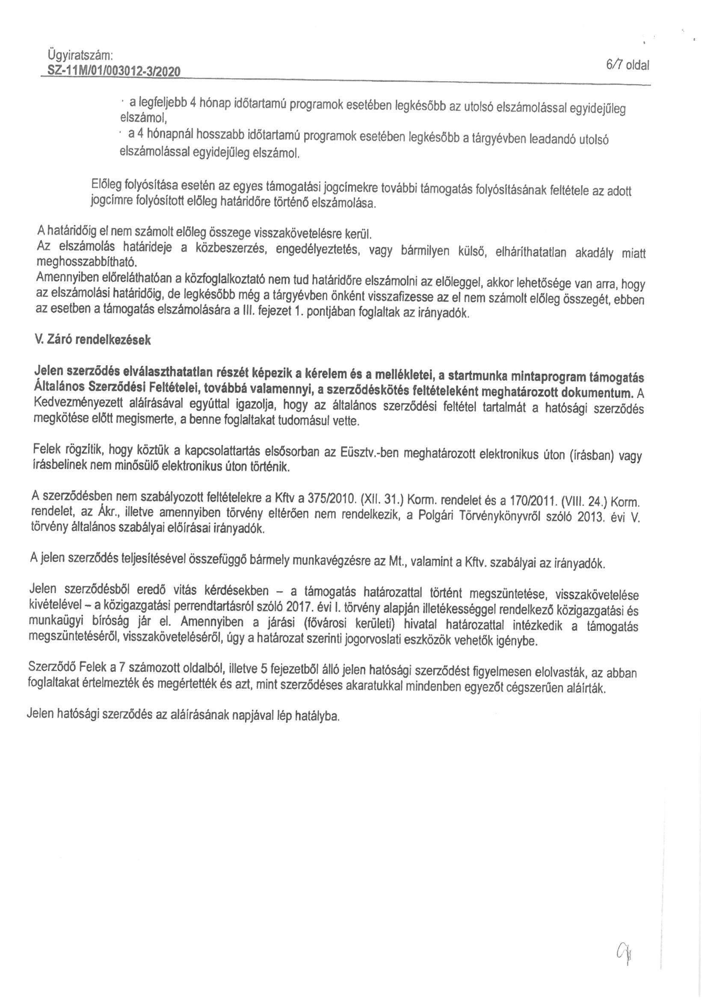 Ügyiratszám:
SZ-11M/01/003012-3/2020
6/7 oldal
· a legfeljebb 4 hónap időtartamú programok esetében legkésőbb az utolsó elszámolással egyidejűleg
elszámol,
· a 4 hónapnál hosszabb időtartamú programok esetében legkésőbb a tárgyévben leadandó utolsó
elszámolással egyidejűleg elszámol.
Előleg folyósítása esetén az egyes támogatási jogcímekre további támogatás folyósításának feltétele az adott
jogcímre folyósított előleg határidőre történő elszámolása.
A határidőig el nem számolt előleg összege visszakövetelésre kerül.
Az elszámolás határideje a közbeszerzés, engedélyeztetés, vagy bármilyen külső, elháríthatatlan akadály miatt
meghosszabbítható.
Amennyiben előreláthatóan a közfoglalkoztató nem tud határidőre elszámolni az előleggel, akkor lehetősége van arra, hogy
az elszámolási határidőig, de legkésőbb még a tárgyévben önként visszafizesse az el nem számolt előleg összegét, ebben
az esetben a támogatás elszámolására a III. fejezet 1. pontjában foglaltak az irányadók.
V. Záró rendelkezések
Jelen szerződés elválaszthatatlan részét képezik a kérelem és a mellékletei, a startmunka mintaprogram támogatás
Általános Szerződési Feltételei, továbbá valamennyi, a szerződéskötés feltételeként meghatározott dokumentum. A
Kedvezményezett aláírásával egyúttal igazolja, hogy az általános szerződési feltétel tartalmát a hatósági szerződés
megkötése előtt megismerte, a benne foglaltakat tudomásul vette.
Felek rögzítik, hogy köztük a kapcsolattartás elsősorban az Eüsztv.-ben meghatározott elektronikus úton (írásban) vagy
írásbelinek nem minősülő elektronikus úton történik.
A szerződésben nem szabályozott feltételekre a Kftv a 375/2010. (XII. 31.) Korm. rendelet és a 170/2011. (VIII. 24.) Korm.
rendelet, az Ákr., illetve amennyiben törvény eltérően nem rendelkezik, a Polgári Törvénykönyvről szóló 2013. évi V.
törvény általános szabályai előírásai irányadók.
A jelen szerződés teljesítésével összefüggő bármely munkavégzésre az Mt., valamint a Kftv. szabályai az irányadók.
Jelen szerződésből eredő vitás kérdésekben – a támogatás határozattal történt megszüntetése, visszakövetelése
kivételével – a közigazgatási perrendtartásról szóló 2017. évi I. törvény alapján illetékességgel rendelkező közigazgatási és
munkaügyi bíróság jár el. Amennyiben a járási (fővárosi kerületi) hivatal határozattal intézkedik a támogatás
megszüntetéséről, visszaköveteléséről, úgy a határozat szerinti jogorvoslati eszközök vehetők igénybe.
Szerződő Felek a 7 számozott oldalból, illetve 5 fejezetből álló jelen hatósági szerződést figyelmesen elolvasták, az abban
foglaltakat értelmezték és megértették és azt, mint szerződéses akaratukkal mindenben egyezőt cégszerűen aláírták.
Jelen hatósági szerződés az aláírásának napjával lép hatályba.